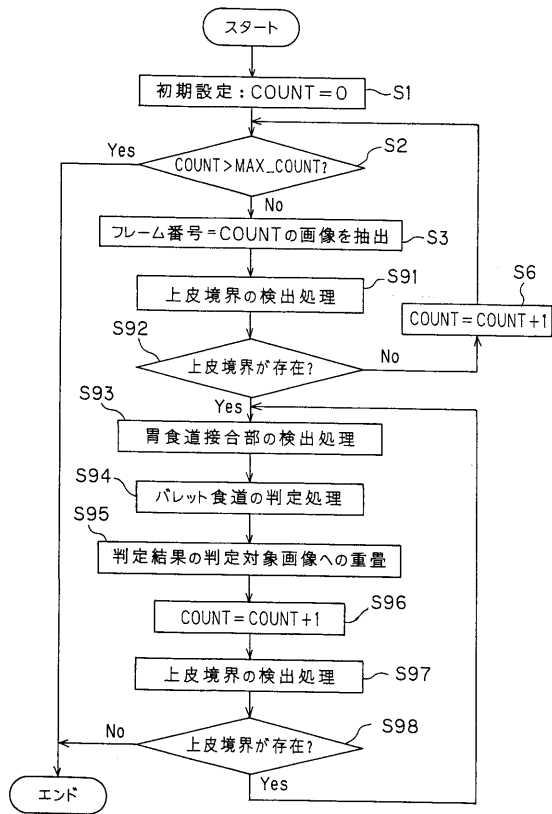 スタート
初期設定:COUNT=0
S1
Yes
COUNT>MAX_COUNT?
S2
No
フレーム番号=COUNTの画像を抽出
S3
上皮境界の検出処理
S91
S6
COUNT=COUNT+1
S92
上皮境界が存在?
No
Yes
S93
胃食道接合部の検出処理
S94
バレット食道の判定処理
S95
判定結果の判定対象画像への重畳
S96
COUNT=COUNT+1
上皮境界の検出処理
S97
No
上皮境界が存在?
S98
Yes
エンド